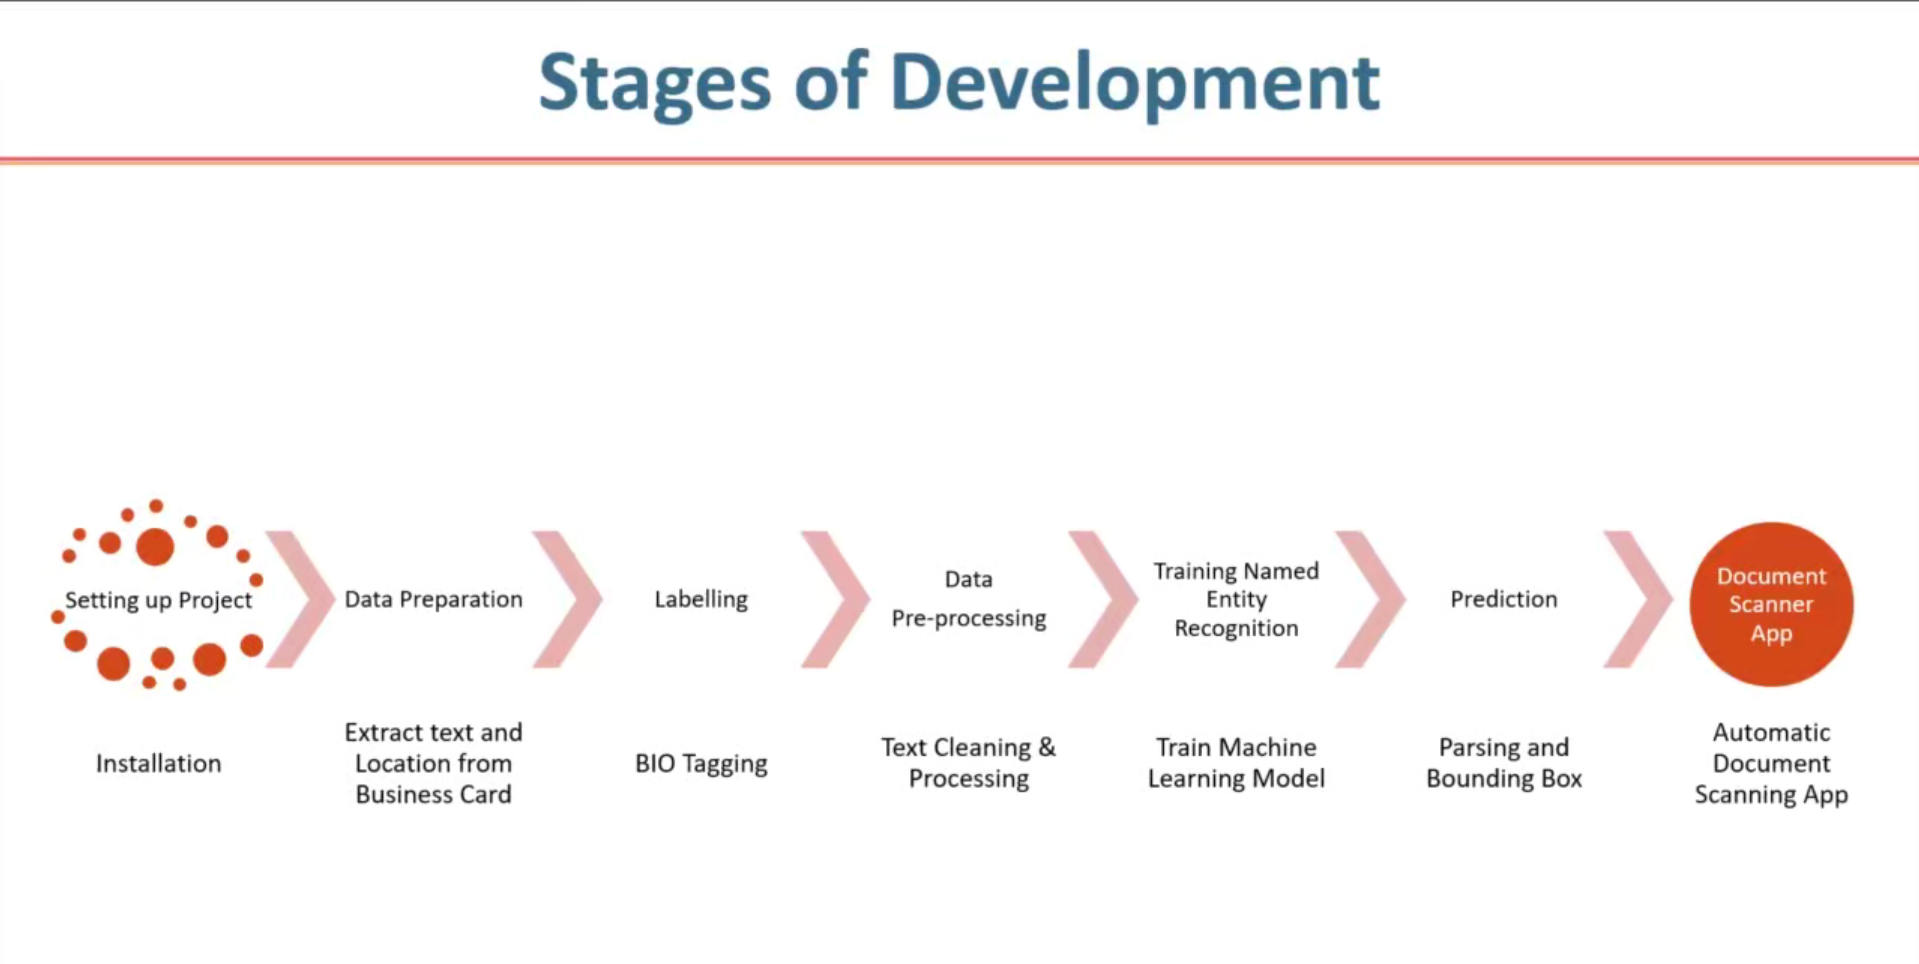 Stages of Development
Setting up Project
Data Preparation
Labelling
Data
Pre-processing
Training Named
Entity
Recognition
Prediction
Document
Scanner
App
Installation
Extract text and
Location from
Business Card
BIO Tagging
Text Cleaning &
Processing
Train Machine
Learning Model
Parsing and
Bounding Box
Automatic
Document
Scanning App